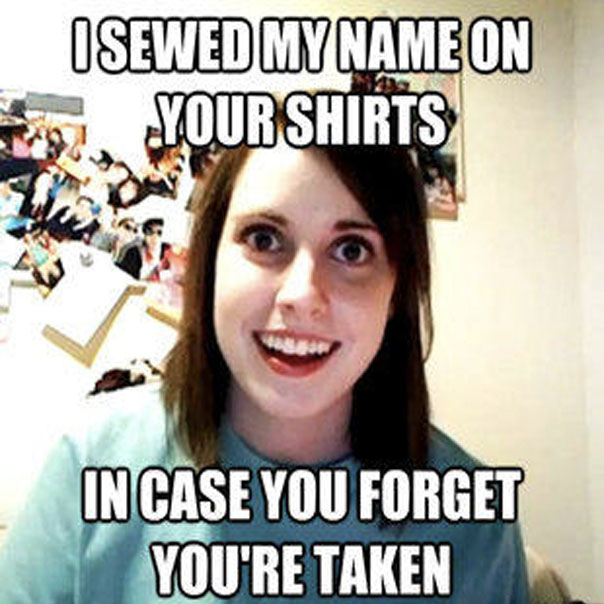 I SEWED MY NAME ON
YOUR SHIRTS
IN CASE YOU FORGET
YOU'RE TAKEN